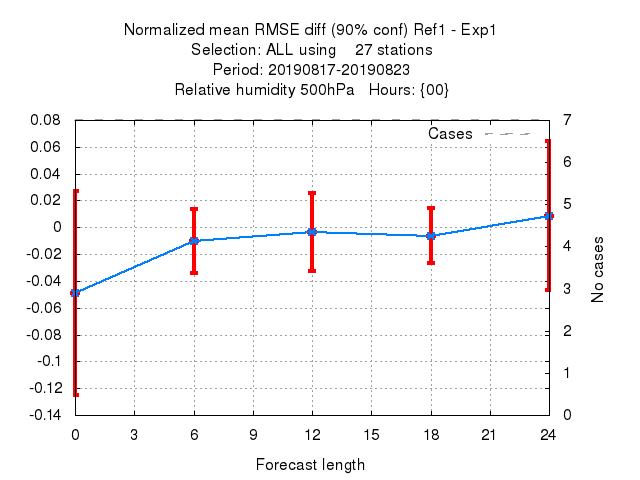 Normalized mean RMSE diff (90% conf) Ref1 - Exp1
Selection: ALL using    27 stations
Period: 20190817-20190823
Relative humidity 500hPa   Hours: {00}
Cases
0.08
0.06
0.04
0.02
0
-0.02
-0.04
-0.06
-0.08
-0.1
-0.12
-0.14
7
6
5
4
3
2
1
0
No cases
0 3 6 9 12 15 18 21 24
Forecast length